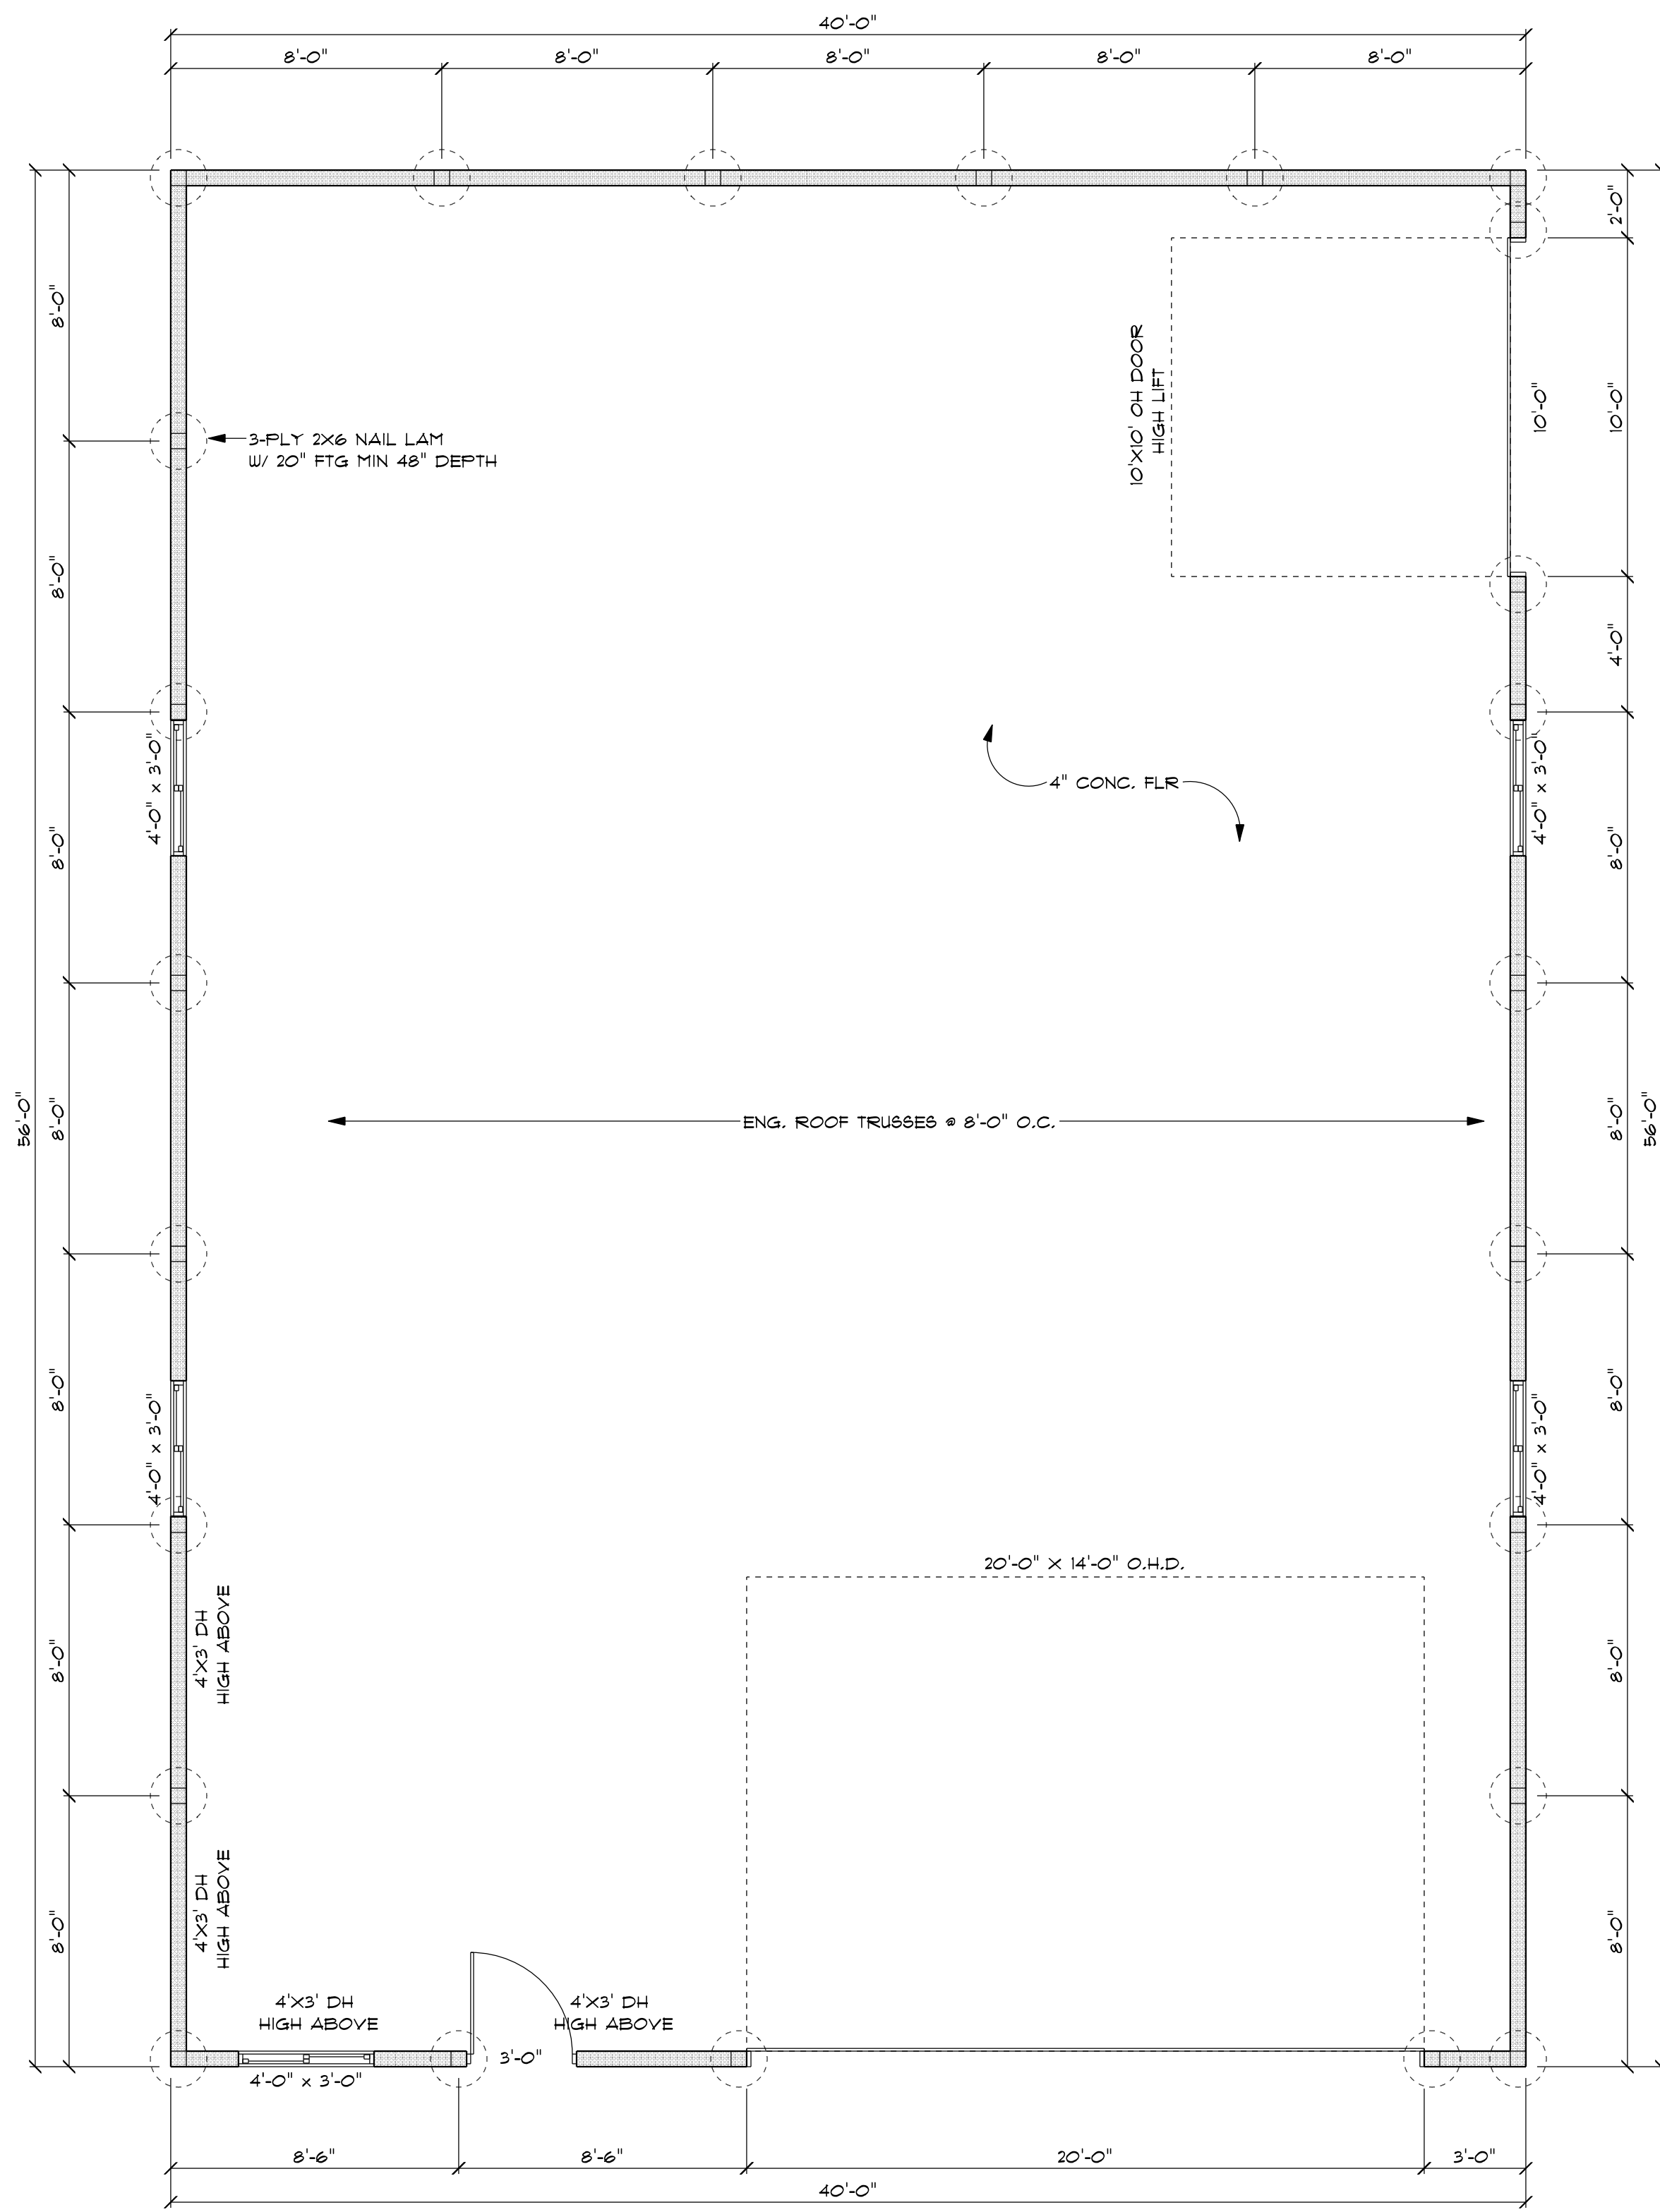 40'-0"
8'-0" 8'-0" 8'-0" 8'-0" 8'-0"
2'-0"
8'-0"
10'X10' OH DOOR
HIGH LIFT
10'-0"
10'-0"
3-PLY 2X6 NAIL LAM
W/ 20" FTG MIN 48" DEPTH
8'-0"
4'-0"
4'-0" x 3'-0"
4'-0" x 3'-0"
4" CONC. FLR
8'-0"
8'-0"
56'-0"
8'-0"
ENG. ROOF TRUSSES @ 8'-0" O.C.
8'-0"
56'-0"
8'-0"
4'-0" x 3'-0"
4'-0" x 3'-0"
8'-0"
20'-0" X 14'-0" O.H.D.
8'-0"
4'X3' DH
HIGH ABOVE
8'-0"
8'-0"
4'X3' DH
HIGH ABOVE
8'-0"
4'X3' DH
HIGH ABOVE
4'X3' DH
HIGH ABOVE
3'-0"
4'-0" x 3'-0"
8'-6" 8'-6" 20'-0" 3'-0"
40'-0"